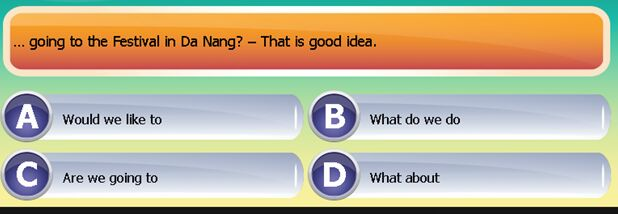 ... going to the Festival in Da Nang? – That is good idea.
A Would we like to
B What do we do
C Are we going to
D What about